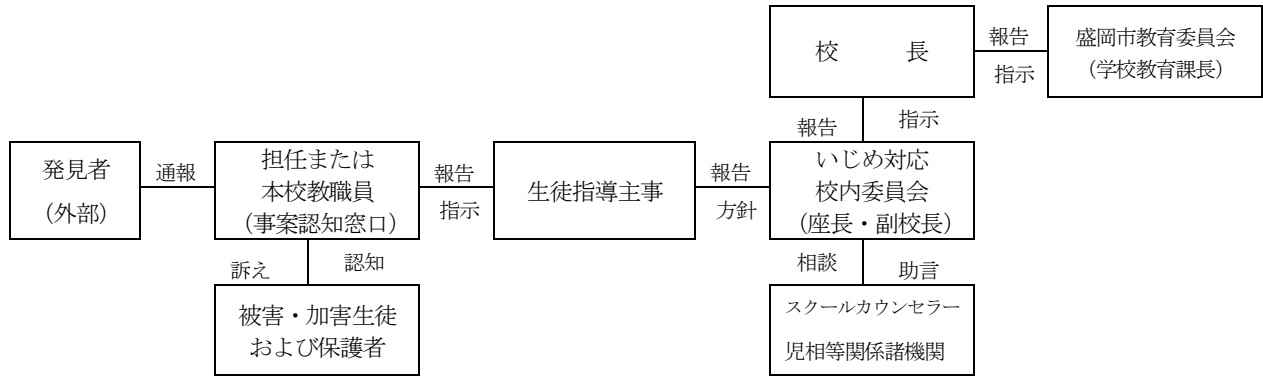 校　　長
報告
指示
盛岡市教育委員会
（学校教育課長）
報告
指示
発見者
（外部）
通報
担任または
本校教職員
（事案認知窓口）
報告
指示
生徒指導主事
報告
方針
いじめ対応
校内委員会
（座長・副校長）
訴え
認知
被害・加害生徒
および保護者
相談
助言
スクールカウンセラー
児相等関係諸機関